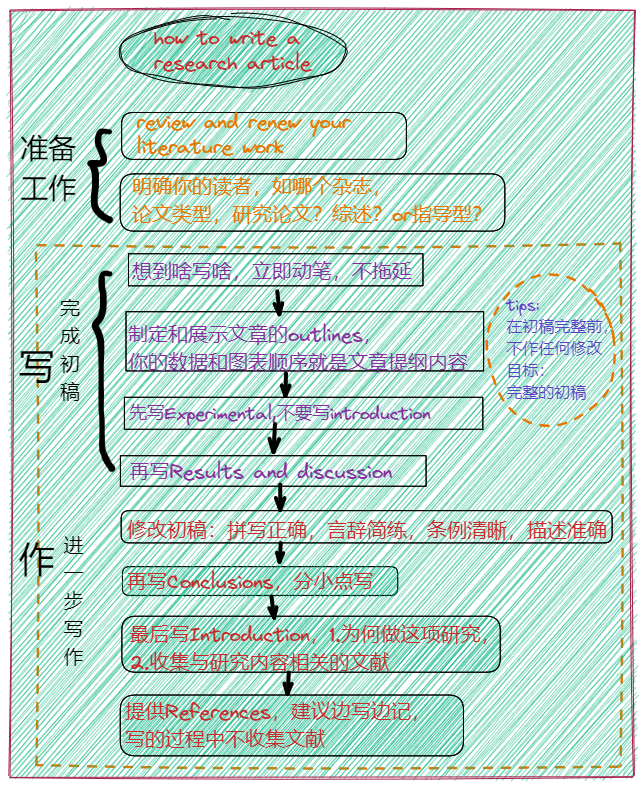 how to write a
research article
准备
工作
review and renew your
literature work
明确你的读者，如哪个杂志，
论文类型，研究论文？综述？or指导型？
写
作
完
成
初
稿
想到啥写啥，立即动笔，不拖延
制定和展示文章的outlines，
你的数据和图表顺序就是文章提纲内容
先写Experimental,不要写introduction
再写Results and discussion
tips:
在初稿完整前，
不作任何修改
目标：
完整的初稿
进
一
步
写
作
修改初稿：拼写正确，言辞简练，条例清晰，描述准确
再写Conclusions，分小点写
最后写Introduction，1.为何做这项研究，
2.收集与研究内容相关的文献
提供References，建议边写边记，
写的过程中不收集文献